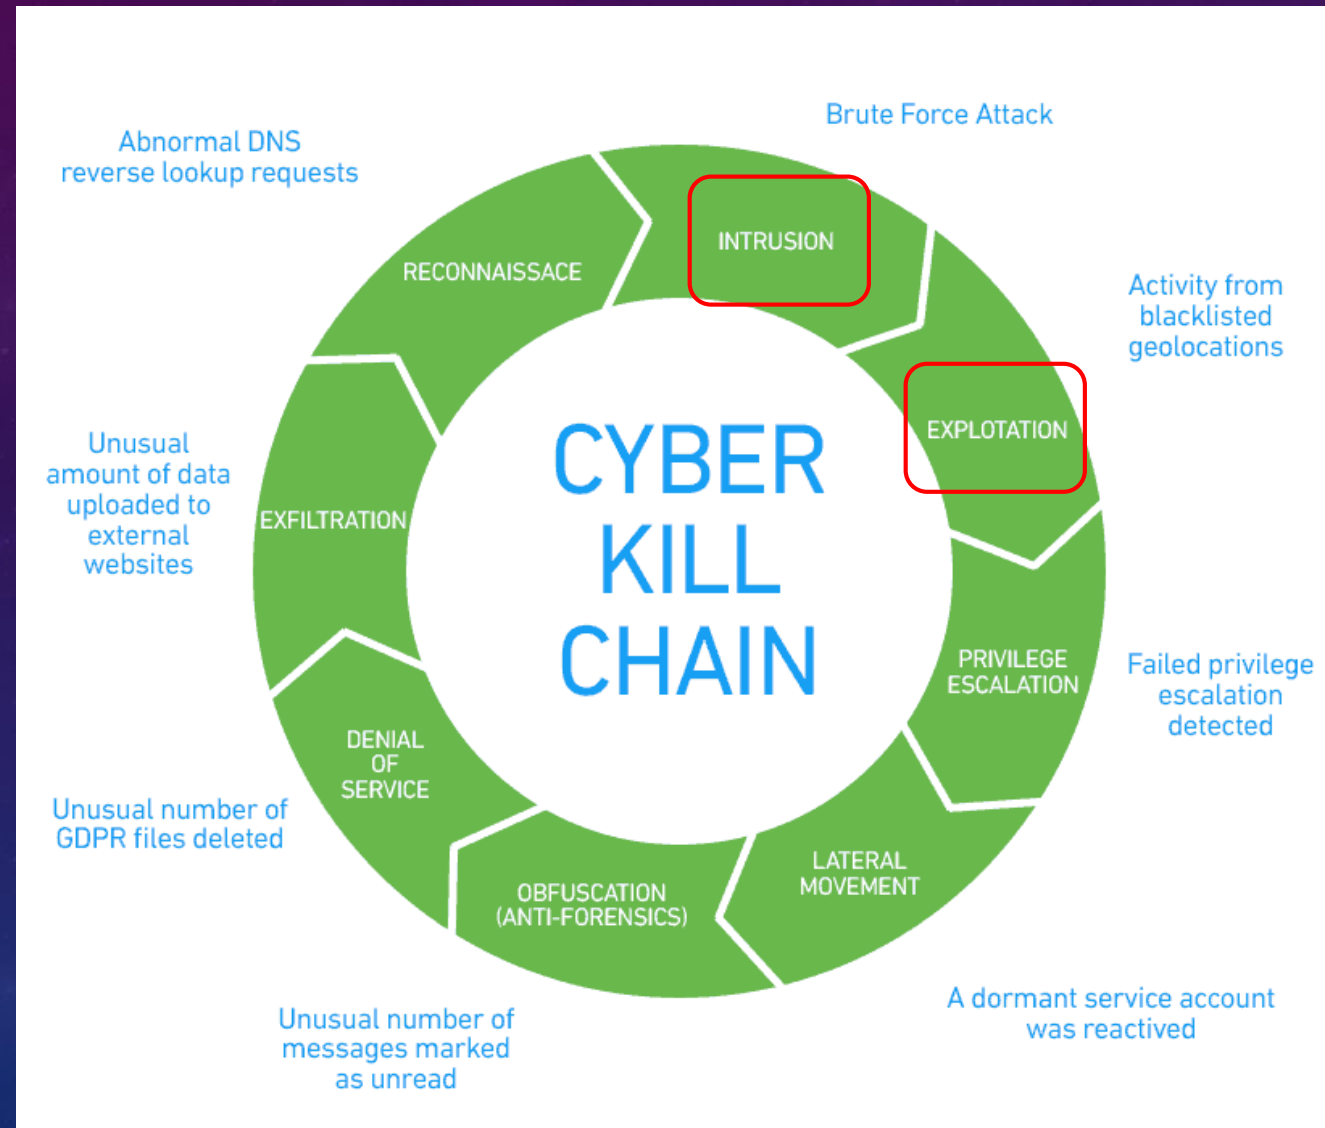 Abnormal DNS
reverse lookup requests
Brute Force Attack
RECONNAISSACE
INTRUSION
Activity from
blacklisted
geolocations
EXPLOTATION
CYBER
KILL
CHAIN
Unusual
amount of data
uploaded to
external
websites
EXFILTRATION
PRIVILEGE
ESCALATION
Failed privilege
escalation
detected
DENIAL
OF
SERVICE
Unusual number of
GDPR files deleted
LATERAL
MOVEMENT
OBFUSCATION
(ANTI-FORENSICS)
A dormant service account
was reactived
Unusual number of
messages marked
as unread